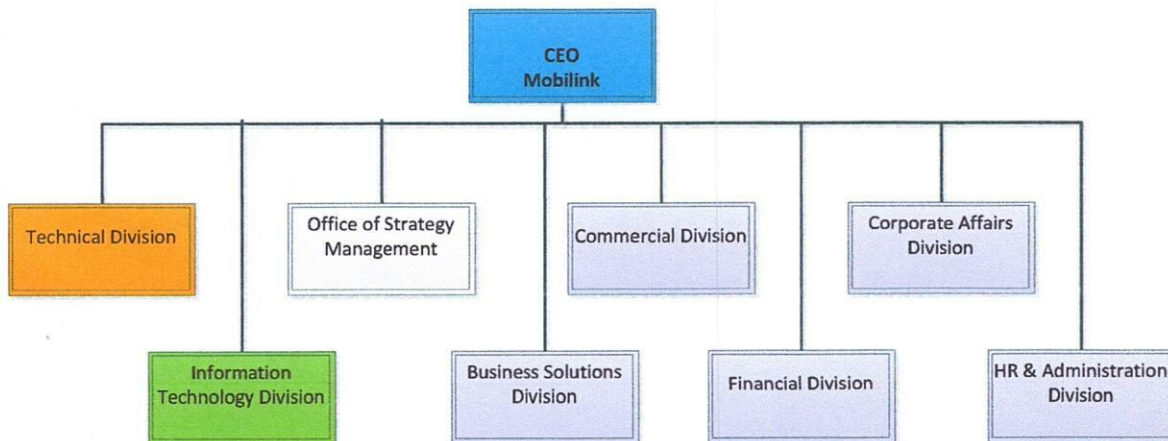 CEO
Mobilink
Technical Division
Office of Strategy
Management
Commercial Division
Corporate Affairs
Division
Information
Technology Division
Business Solutions
Division
Financial Division
HR & Administration
Division